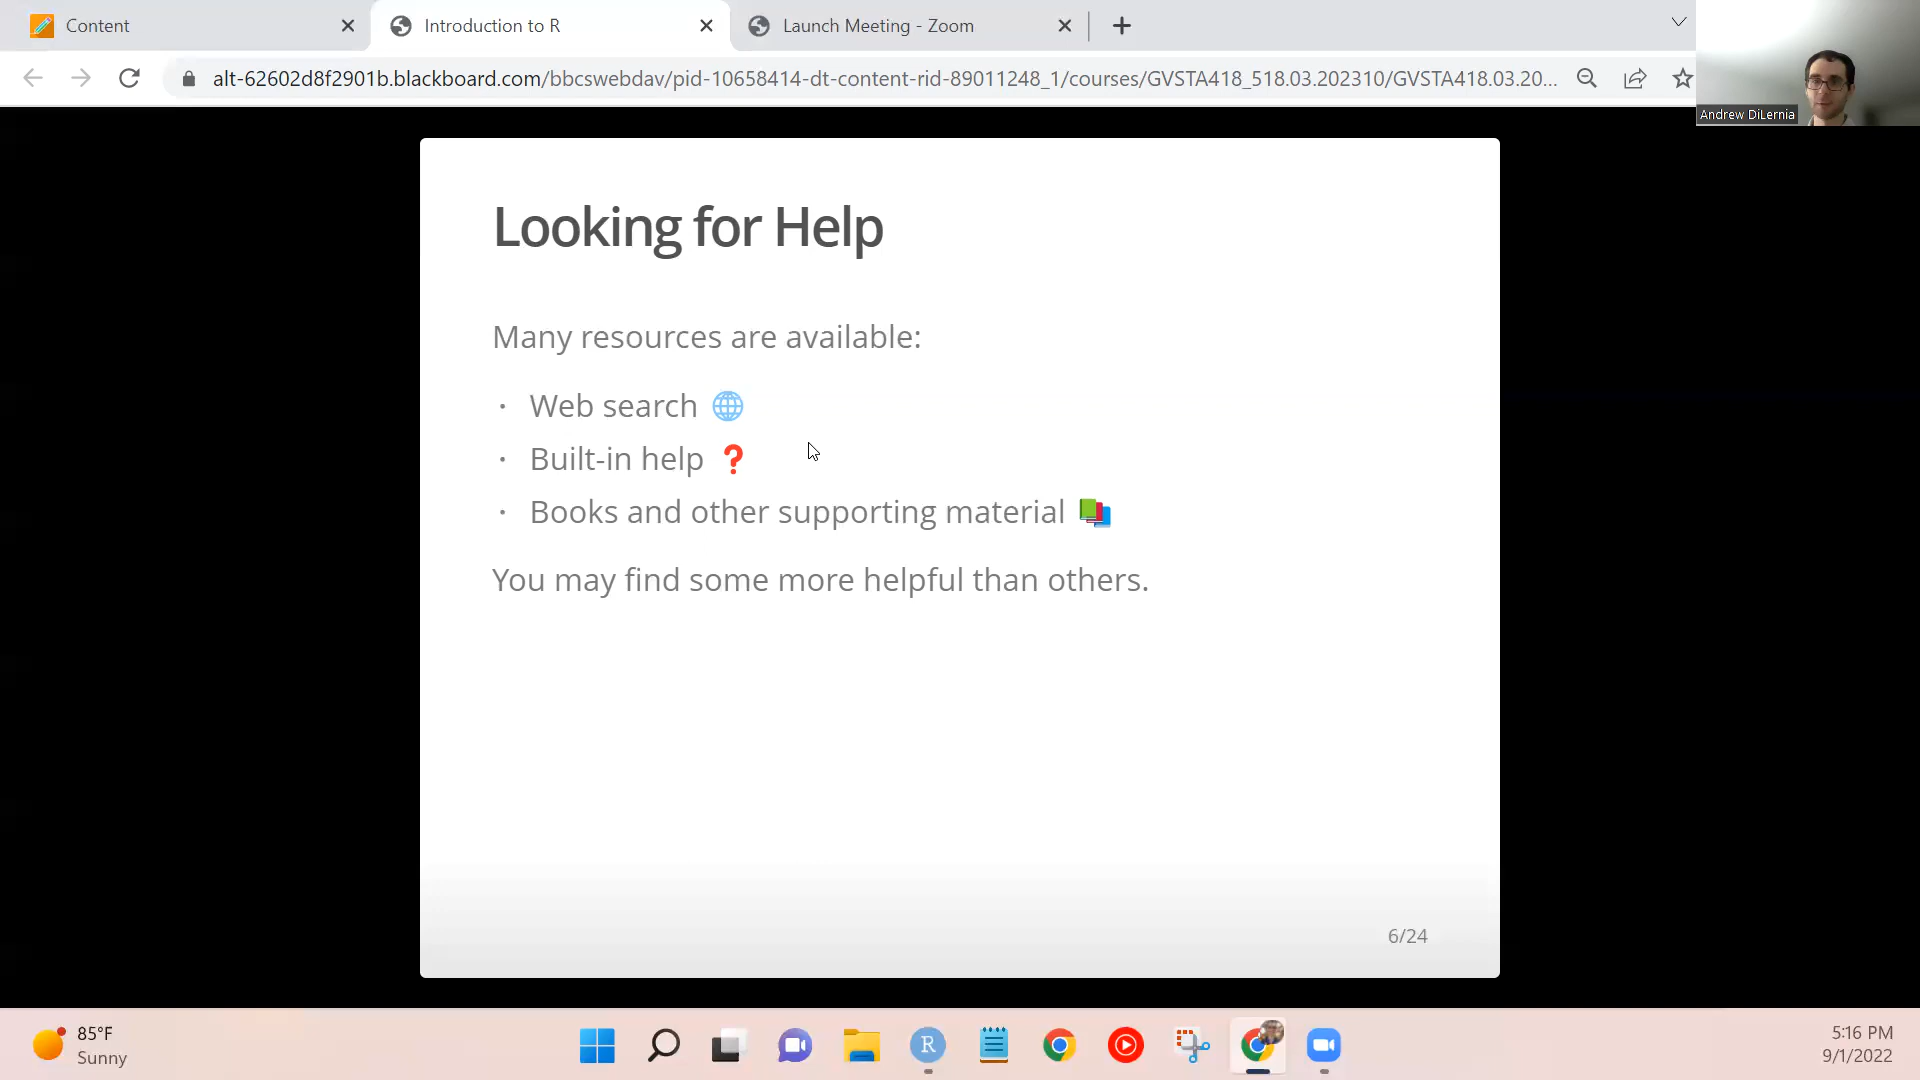 Content
Introduction to R
Launch Meeting - Zoom
alt-62602d8f2901b.blackboard.com/bbcswebdav/pid-10658414-dt-content-rid-89011248_1/courses/GVSTA418_518.03.202310/GVSTA418.03.20...
Andrew DiLernia
Looking for Help
Many resources are available:
· Web search
· Built-in help ?
· Books and other supporting material
You may find some more helpful than others.
6/24
85°F
Sunny
R
5:16 PM
9/1/2022